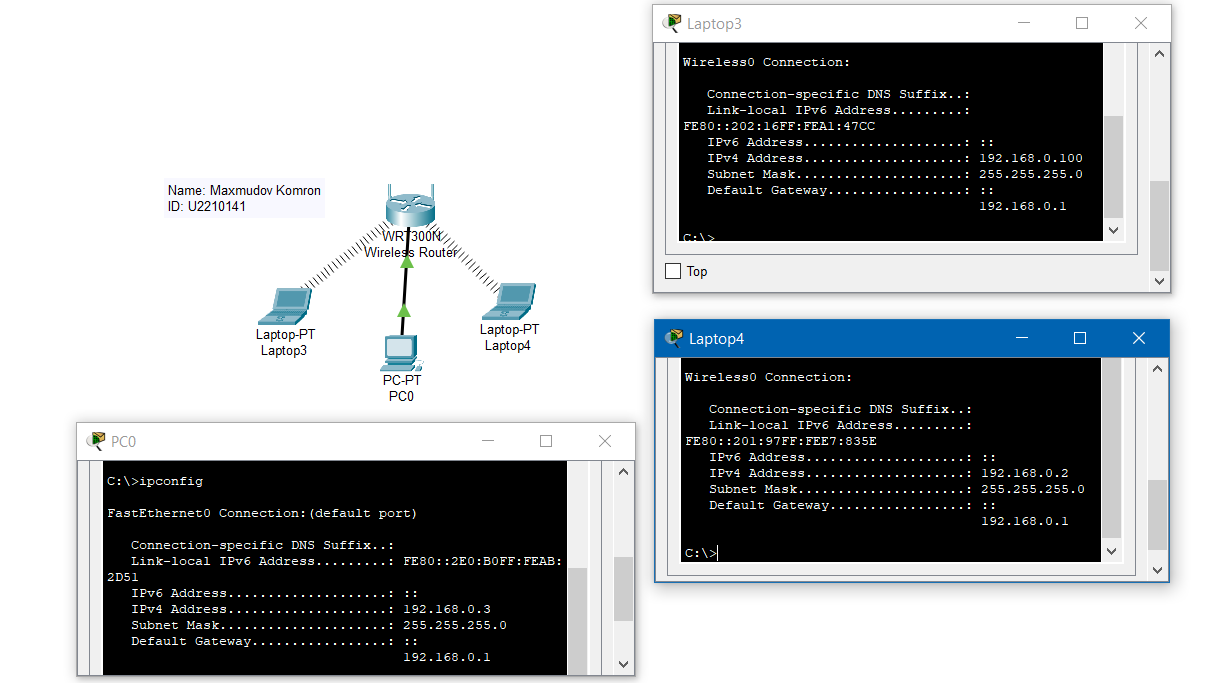 Name: Maxmudov Komron
ID: U2210141
WRT300N
Wireless Router
Laptop-PT
Laptop3
PC-PT
PC0
Laptop-PT
Laptop4
Laptop3
Wireless0 Connection:
Connection-specific DNS Suffix..:
Link-local IPv6 Address.........:
FE80::202:16FF:FEA1:47CC
IPv6 Address....................: ::
IPv4 Address....................: 192.168.0.100
Subnet Mask.....................: 255.255.255.0
Default Gateway.................: ::
192.168.0.1
C:\>
Top
Laptop4
Wireless0 Connection:
Connection-specific DNS Suffix..:
Link-local IPv6 Address.........:
FE80::201:97FF:FEE7:835E
IPv6 Address....................: ::
IPv4 Address....................: 192.168.0.2
Subnet Mask.....................: 255.255.255.0
Default Gateway.................: ::
192.168.0.1
C:\>
PC0
C:\>ipconfig
FastEthernet0 Connection:(default port)
Connection-specific DNS Suffix..:
Link-local IPv6 Address.........: FE80::2E0:B0FF:FEAB:
2D51
IPv6 Address....................: ::
IPv4 Address....................: 192.168.0.3
Subnet Mask.....................: 255.255.255.0
Default Gateway.................: ::
192.168.0.1